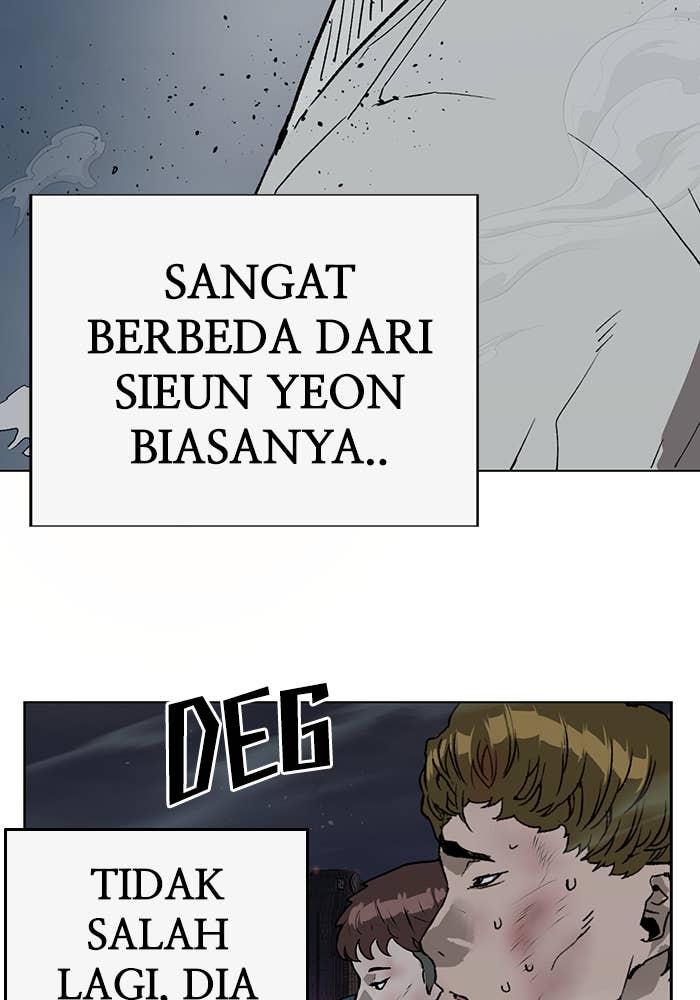 SANGAT
BERBEDA DARI
SIEUN YEON
BIASANYA..
DEG
TIDAK
SALAH
LAGI, DIA